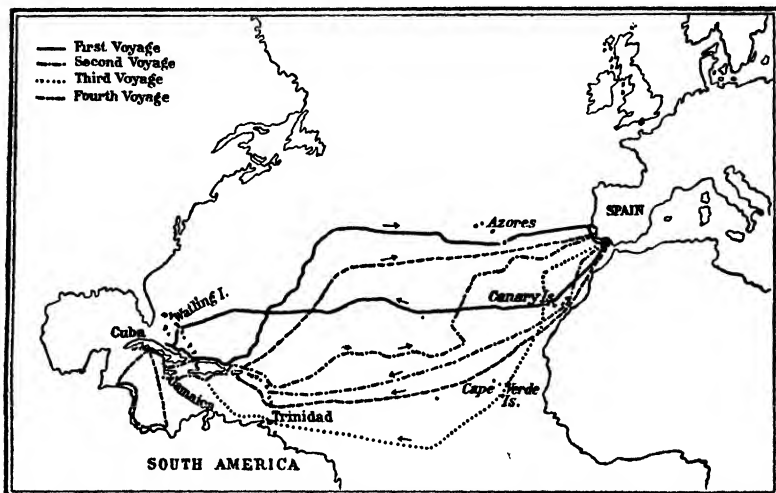 First Voyage
Second Voyage
Third Voyage
Fourth Voyage
Azores
SPAIN
Canary Is.
Watling I.
Cuba
Jamaica
Cape Verde
Is.
Trinidad
SOUTH AMERICA